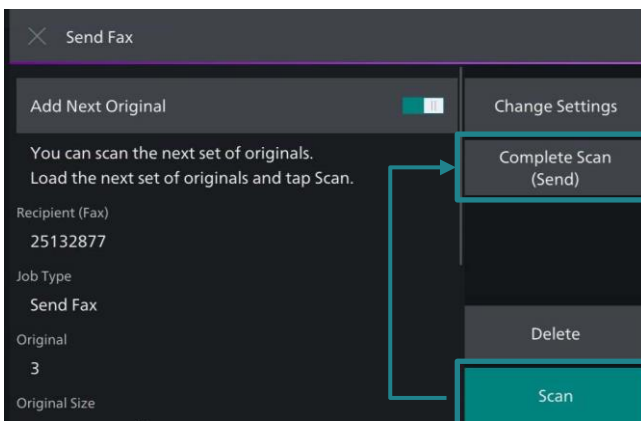 Send Fax
Add Next Original
Change Settings
You can scan the next set of originals.
Load the next set of originals and tap Scan.
Complete Scan
(Send)
Recipient (Fax)
25132877
Job Type
Send Fax
Original
3
Original Size
Delete
Scan